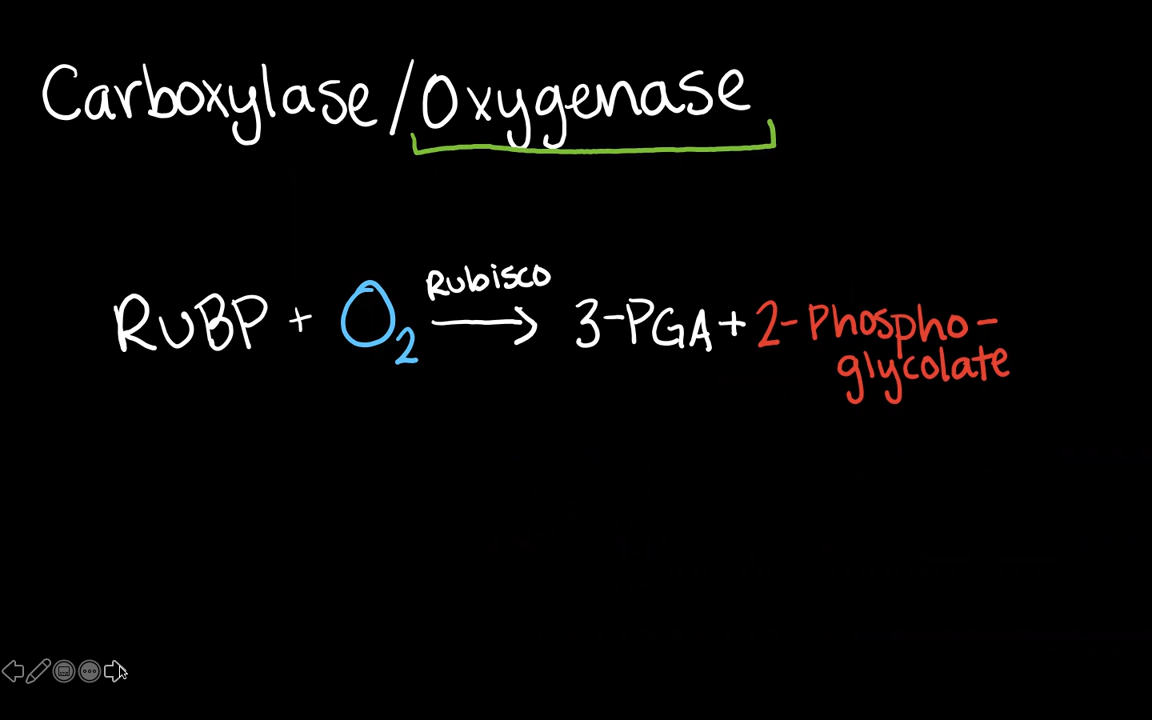 Carboxylase/Oxygenase
Rubisco
RuBP + O2 → 3-PGA + 2-Phospho-
glycolate